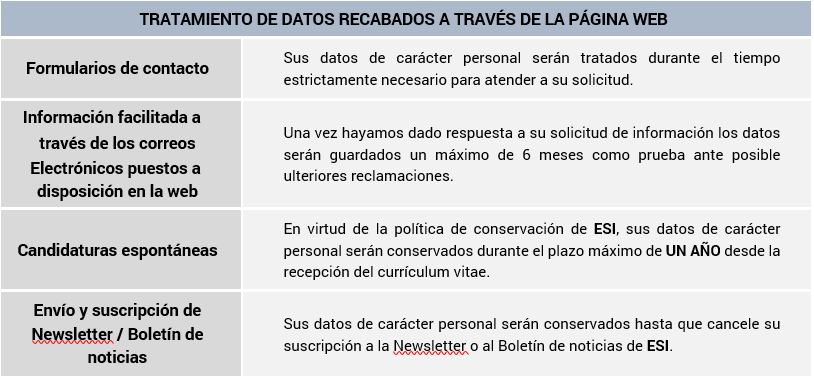 TRATAMIENTO DE DATOS RECABADOS A TRAVÉS DE LA PÁGINA WEB
Formularios de contacto
Sus datos de carácter personal serán tratados durante el tiempo
estrictamente necesario para atender a su solicitud.
Información facilitada a
través de los correos
Electrónicos puestos a
disposición en la web
Una vez hayamos dado respuesta a su solicitud de información los datos
serán guardados un máximo de 6 meses como prueba ante posible
ulteriores reclamaciones.
Candidaturas espontáneas
En virtud de la política de conservación de ESI, sus datos de carácter
personal serán conservados durante el plazo máximo de UN AÑO desde la
recepción del currículum vitae.
Envío y suscripción de
Newsletter / Boletín de
noticias
Sus datos de carácter personal serán conservados hasta que cancele su
suscripción a la Newsletter o al Boletín de noticias de ESI.